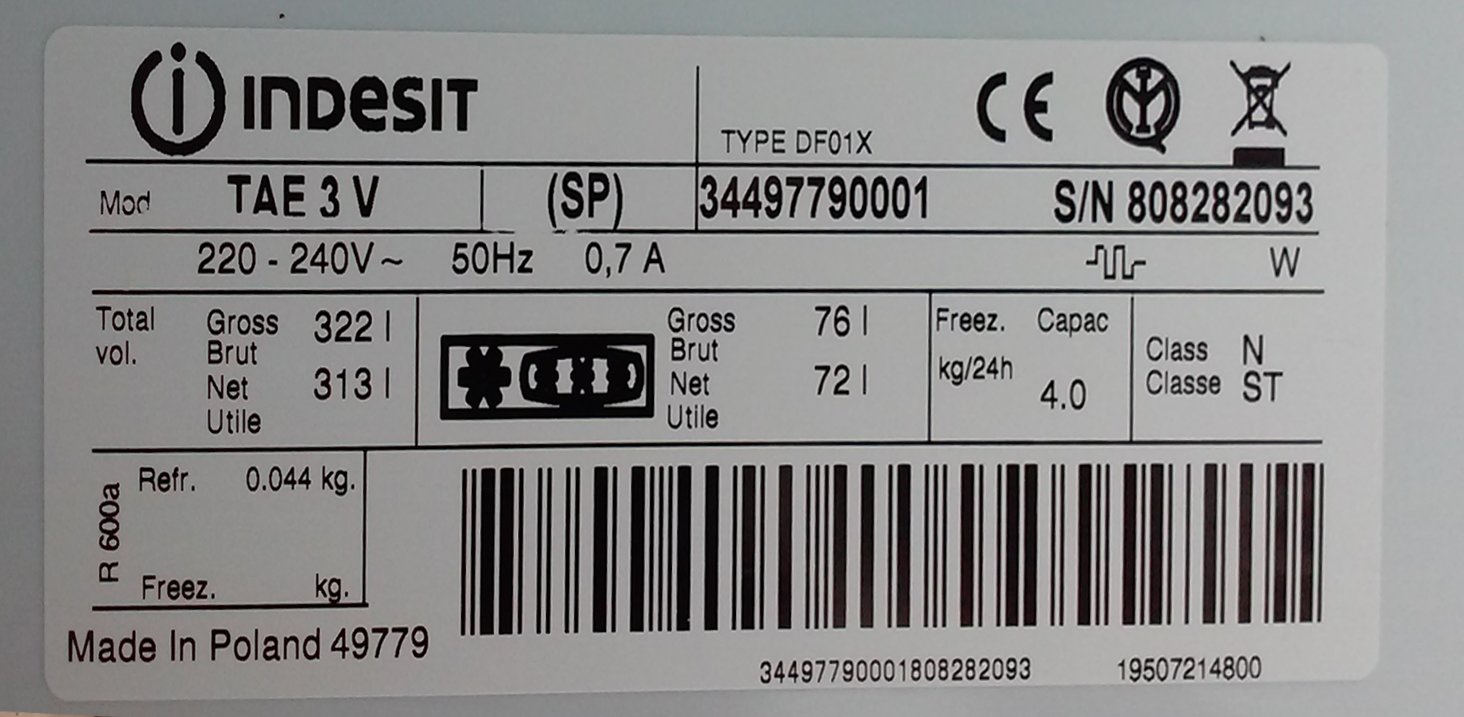 INDESIT
TYPE DF01X
CE
Mod TAE 3 V (SP) 34497790001 S/N 808282093
220 - 240V~ 50Hz 0,7 A W
Total vol. Gross Brut 322 l
Net Utile 313 l
Gross Brut 76 l
Net Utile 72 l
Freez. Capac
kg/24h 4.0
Class N
Classe ST
R 600a
Refr. 0.044 kg.
Freez. kg.
Made In Poland 49779
34497790001808282093 19507214800